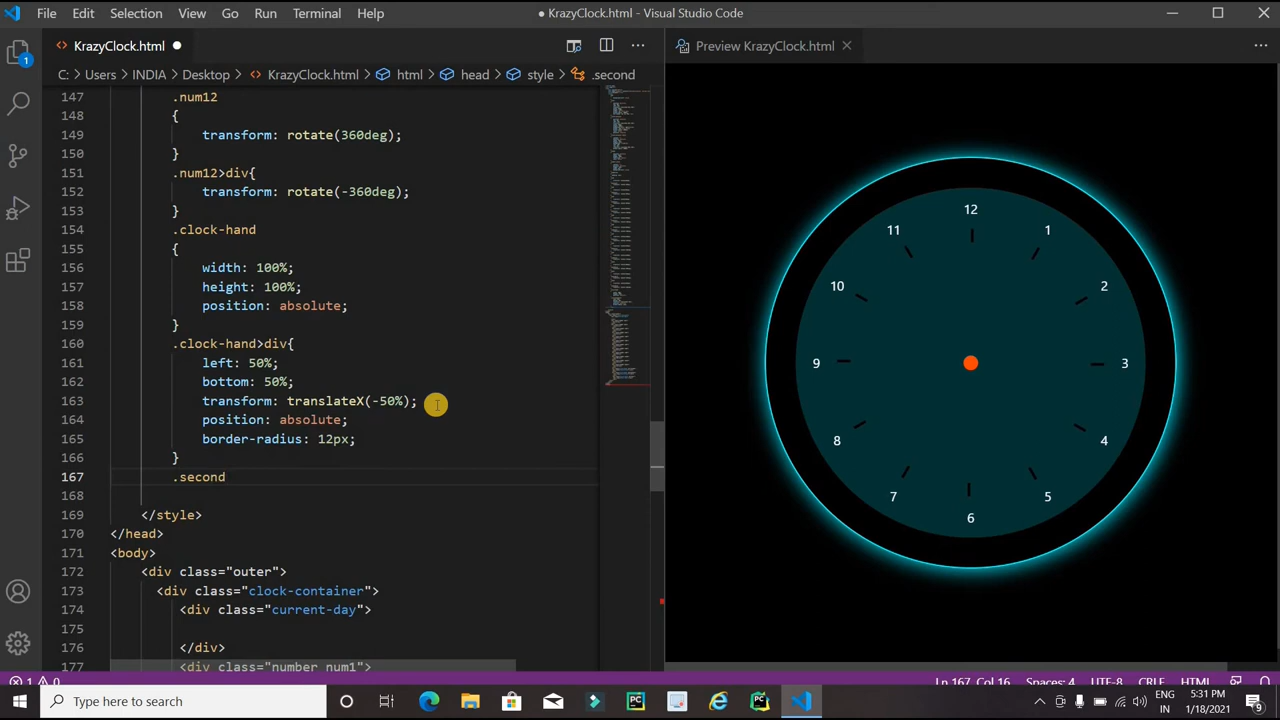 File Edit Selection View Go Run Terminal Help
● KrazyClock.html - Visual Studio Code
KrazyClock.html
Preview KrazyClock.html
C: > Users > INDIA > Desktop > KrazyClock.html > html > head > style > .second
147 .num12
148 {
149 transform: rotate(360deg);
150 }
151 .num12>div{
152 transform: rotate(-360deg);
153 }
154 .clock-hand
155 {
156 width: 100%;
157 height: 100%;
158 position: absolute;
159 }
160 .clock-hand>div{
161 left: 50%;
162 bottom: 50%;
163 transform: translateX(-50%);
164 position: absolute;
165 border-radius: 12px;
166 }
167 .second
168
169 </style>
170 </head>
171 <body>
172 <div class="outer">
173 <div class="clock-container">
174 <div class="current-day">
175
176 </div>
177 <div class="number num1">
12
11 1
10 2
9 3
8 4
7 5
6
1
1 0
Ln 167, Col 16 Spaces: 4 UTF-8 CRLF HTML
Type here to search
ENG
IN
5:31 PM
1/18/2021
9